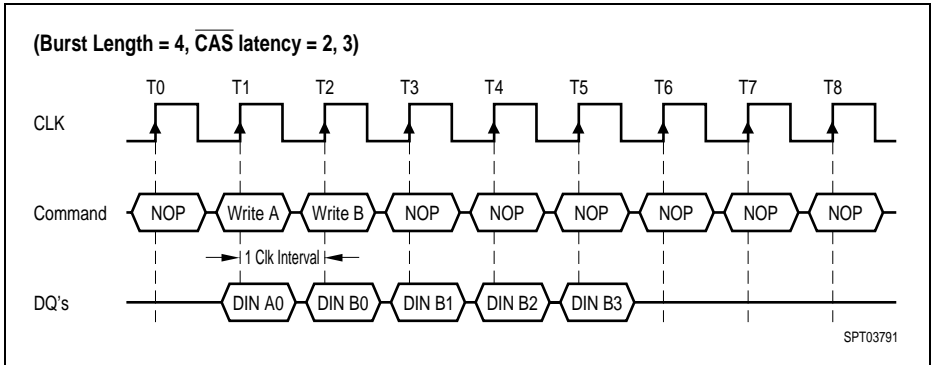 (Burst Length = 4, CAS latency = 2, 3)
T0 T1 T2 T3 T4 T5 T6 T7 T8
CLK
Command NOP Write A Write B NOP NOP NOP NOP NOP NOP
1 Clk Interval
DQ's DIN A0 DIN B0 DIN B1 DIN B2 DIN B3
SPT03791